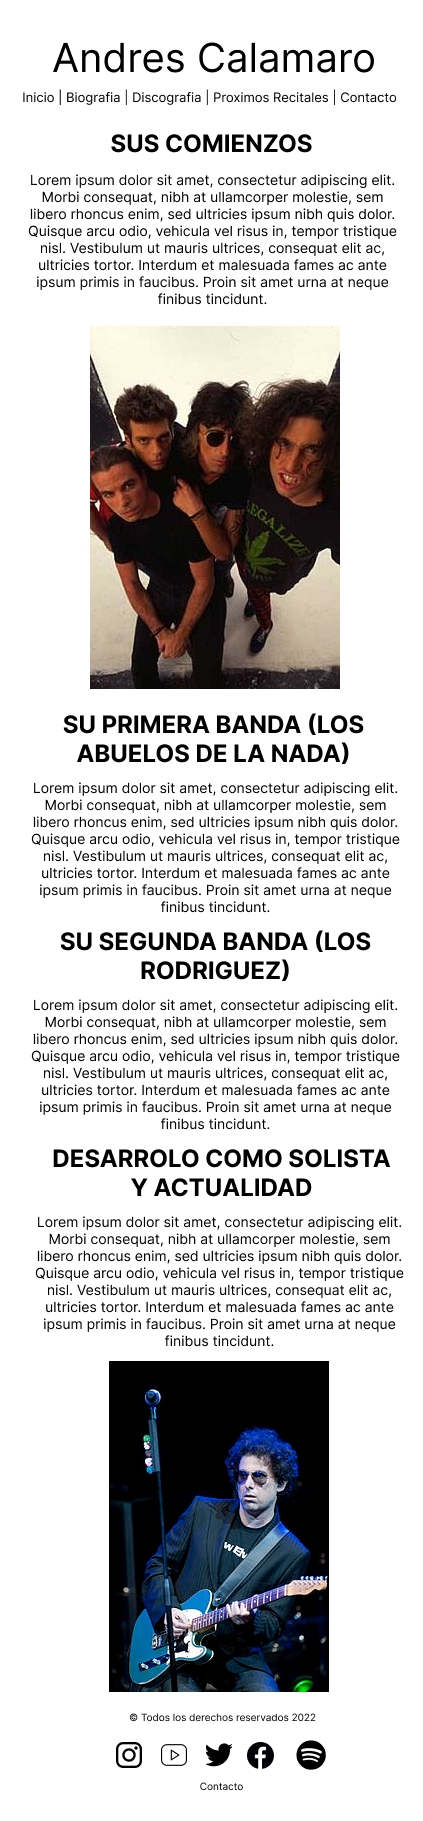 Andres Calamaro
Inicio | Biografia | Discografia | Proximos Recitales | Contacto
SUS COMIENZOS
Lorem ipsum dolor sit amet, consectetur adipiscing elit.
Morbi consequat, nibh at ullamcorper molestie, sem
libero rhoncus enim, sed ultricies ipsum nibh quis dolor.
Quisque arcu odio, vehicula vel risus in, tempor tristique
nisl. Vestibulum ut mauris ultrices, consequat elit ac,
ultricies tortor. Interdum et malesuada fames ac ante
ipsum primis in faucibus. Proin sit amet urna at neque
finibus tincidunt.
LEGALIZE
SU PRIMERA BANDA (LOS
ABUELOS DE LA NADA)
Lorem ipsum dolor sit amet, consectetur adipiscing elit.
Morbi consequat, nibh at ullamcorper molestie, sem
libero rhoncus enim, sed ultricies ipsum nibh quis dolor.
Quisque arcu odio, vehicula vel risus in, tempor tristique
nisl. Vestibulum ut mauris ultrices, consequat elit ac,
ultricies tortor. Interdum et malesuada fames ac ante
ipsum primis in faucibus. Proin sit amet urna at neque
finibus tincidunt.
SU SEGUNDA BANDA (LOS
RODRIGUEZ)
Lorem ipsum dolor sit amet, consectetur adipiscing elit.
Morbi consequat, nibh at ullamcorper molestie, sem
libero rhoncus enim, sed ultricies ipsum nibh quis dolor.
Quisque arcu odio, vehicula vel risus in, tempor tristique
nisl. Vestibulum ut mauris ultrices, consequat elit ac,
ultricies tortor. Interdum et malesuada fames ac ante
ipsum primis in faucibus. Proin sit amet urna at neque
finibus tincidunt.
DESARROLO COMO SOLISTA
Y ACTUALIDAD
Lorem ipsum dolor sit amet, consectetur adipiscing elit.
Morbi consequat, nibh at ullamcorper molestie, sem
libero rhoncus enim, sed ultricies ipsum nibh quis dolor.
Quisque arcu odio, vehicula vel risus in, tempor tristique
nisl. Vestibulum ut mauris ultrices, consequat elit ac,
ultricies tortor. Interdum et malesuada fames ac ante
ipsum primis in faucibus. Proin sit amet urna at neque
finibus tincidunt.
© Todos los derechos reservados 2022
Contacto